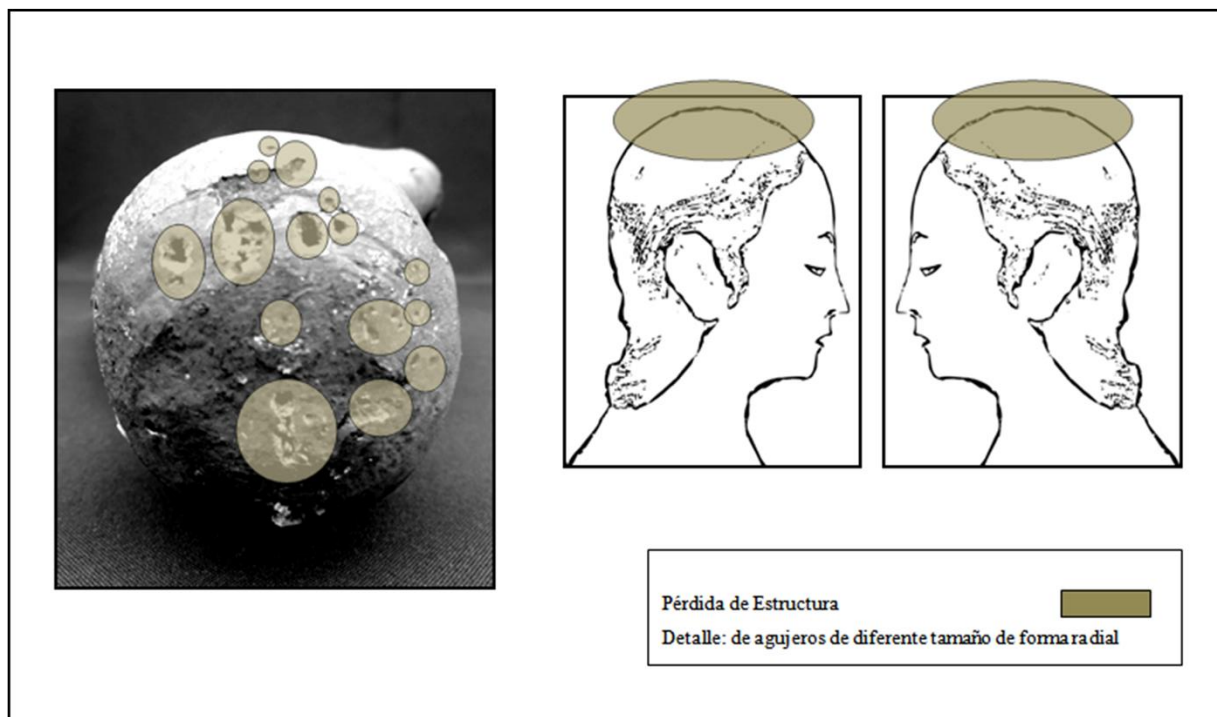 Pérdida de Estructura
Detalle: de agujeros de diferente tamaño de forma radial